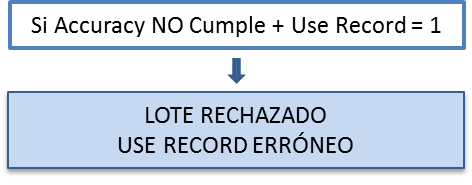 Si Accuracy NO Cumple + Use Record = 1
LOTE RECHAZADO
USE RECORD ERRÓNEO